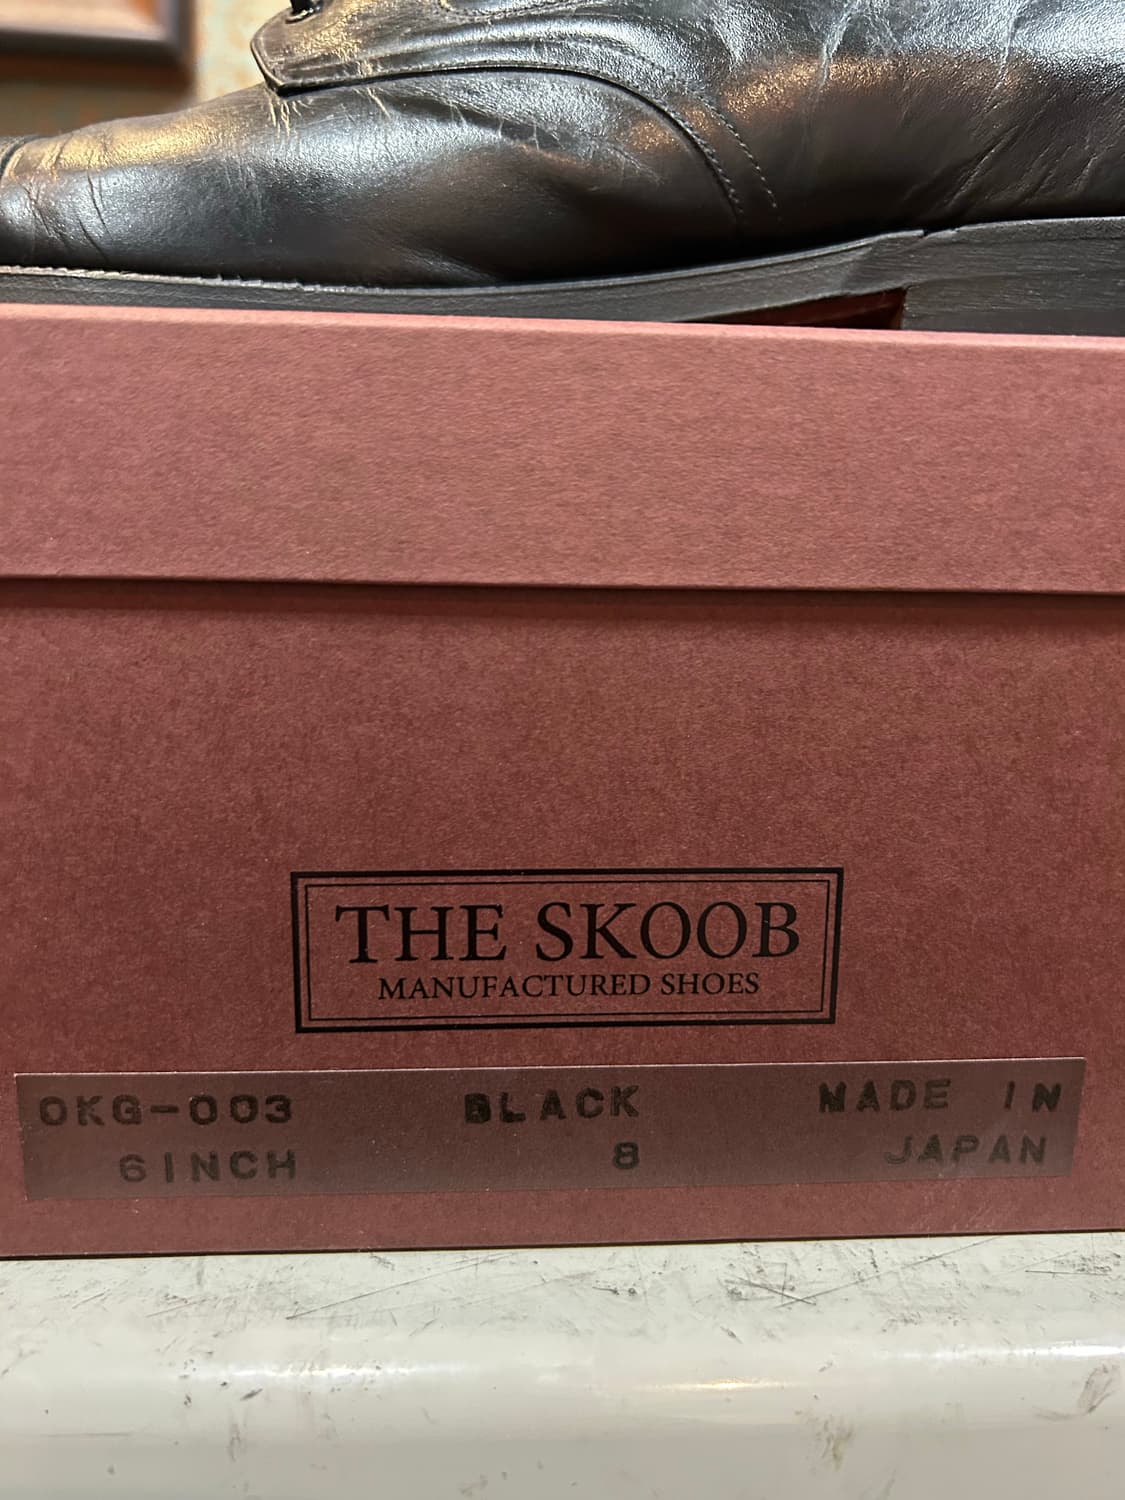 THE SKOOB
MANUFACTURED SHOES
OKG-003 BLACK MADE IN
6INCH 8 JAPAN